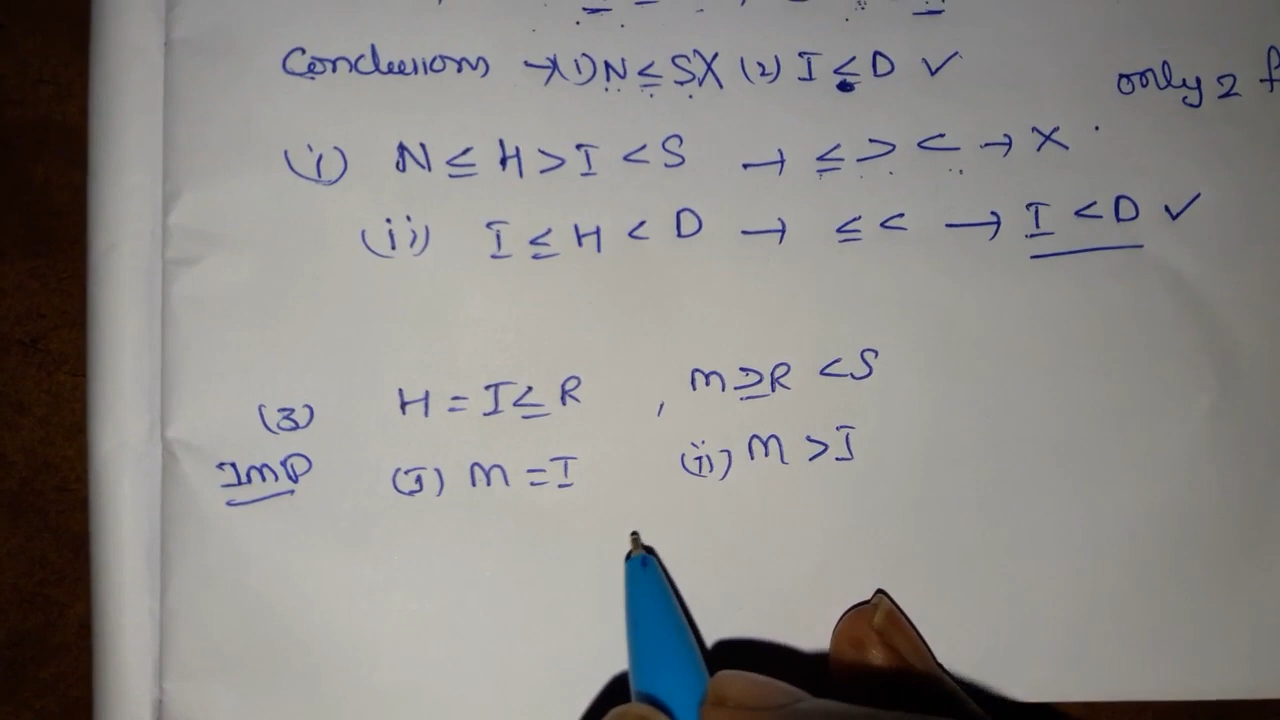 Conclusions → (1) N ≤ S X (2) I ≤ D ✓
only 2
(i) N ≤ H > I < S → ≤ > < → X
(ii) I ≤ H < D → ≤ < → I < D ✓
(3) H = I ≤ R , M ≥ R < S
Imp (I) M = I (ii) M > I